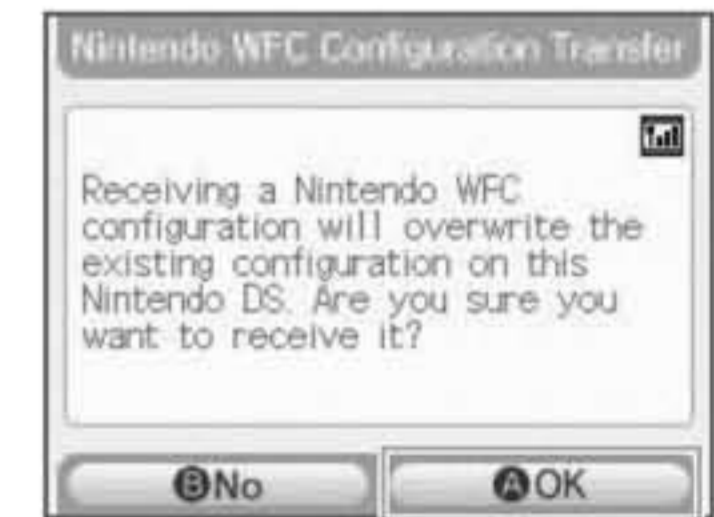 Nintendo WFC Configuration Transfer
Receiving a Nintendo WFC
configuration will overwrite the
existing configuration on this
Nintendo DS. Are you sure you
want to receive it?
B No
A OK